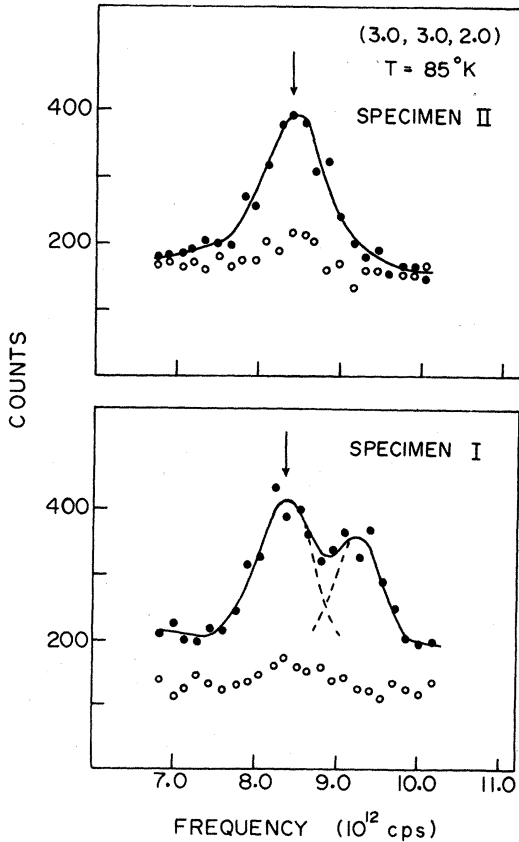 (3.0, 3.0, 2.0)
T = 85°K
SPECIMEN II
400
200
COUNTS
SPECIMEN I
400
200
7.0 8.0 9.0 10.0 11.0
FREQUENCY (10¹² cps)